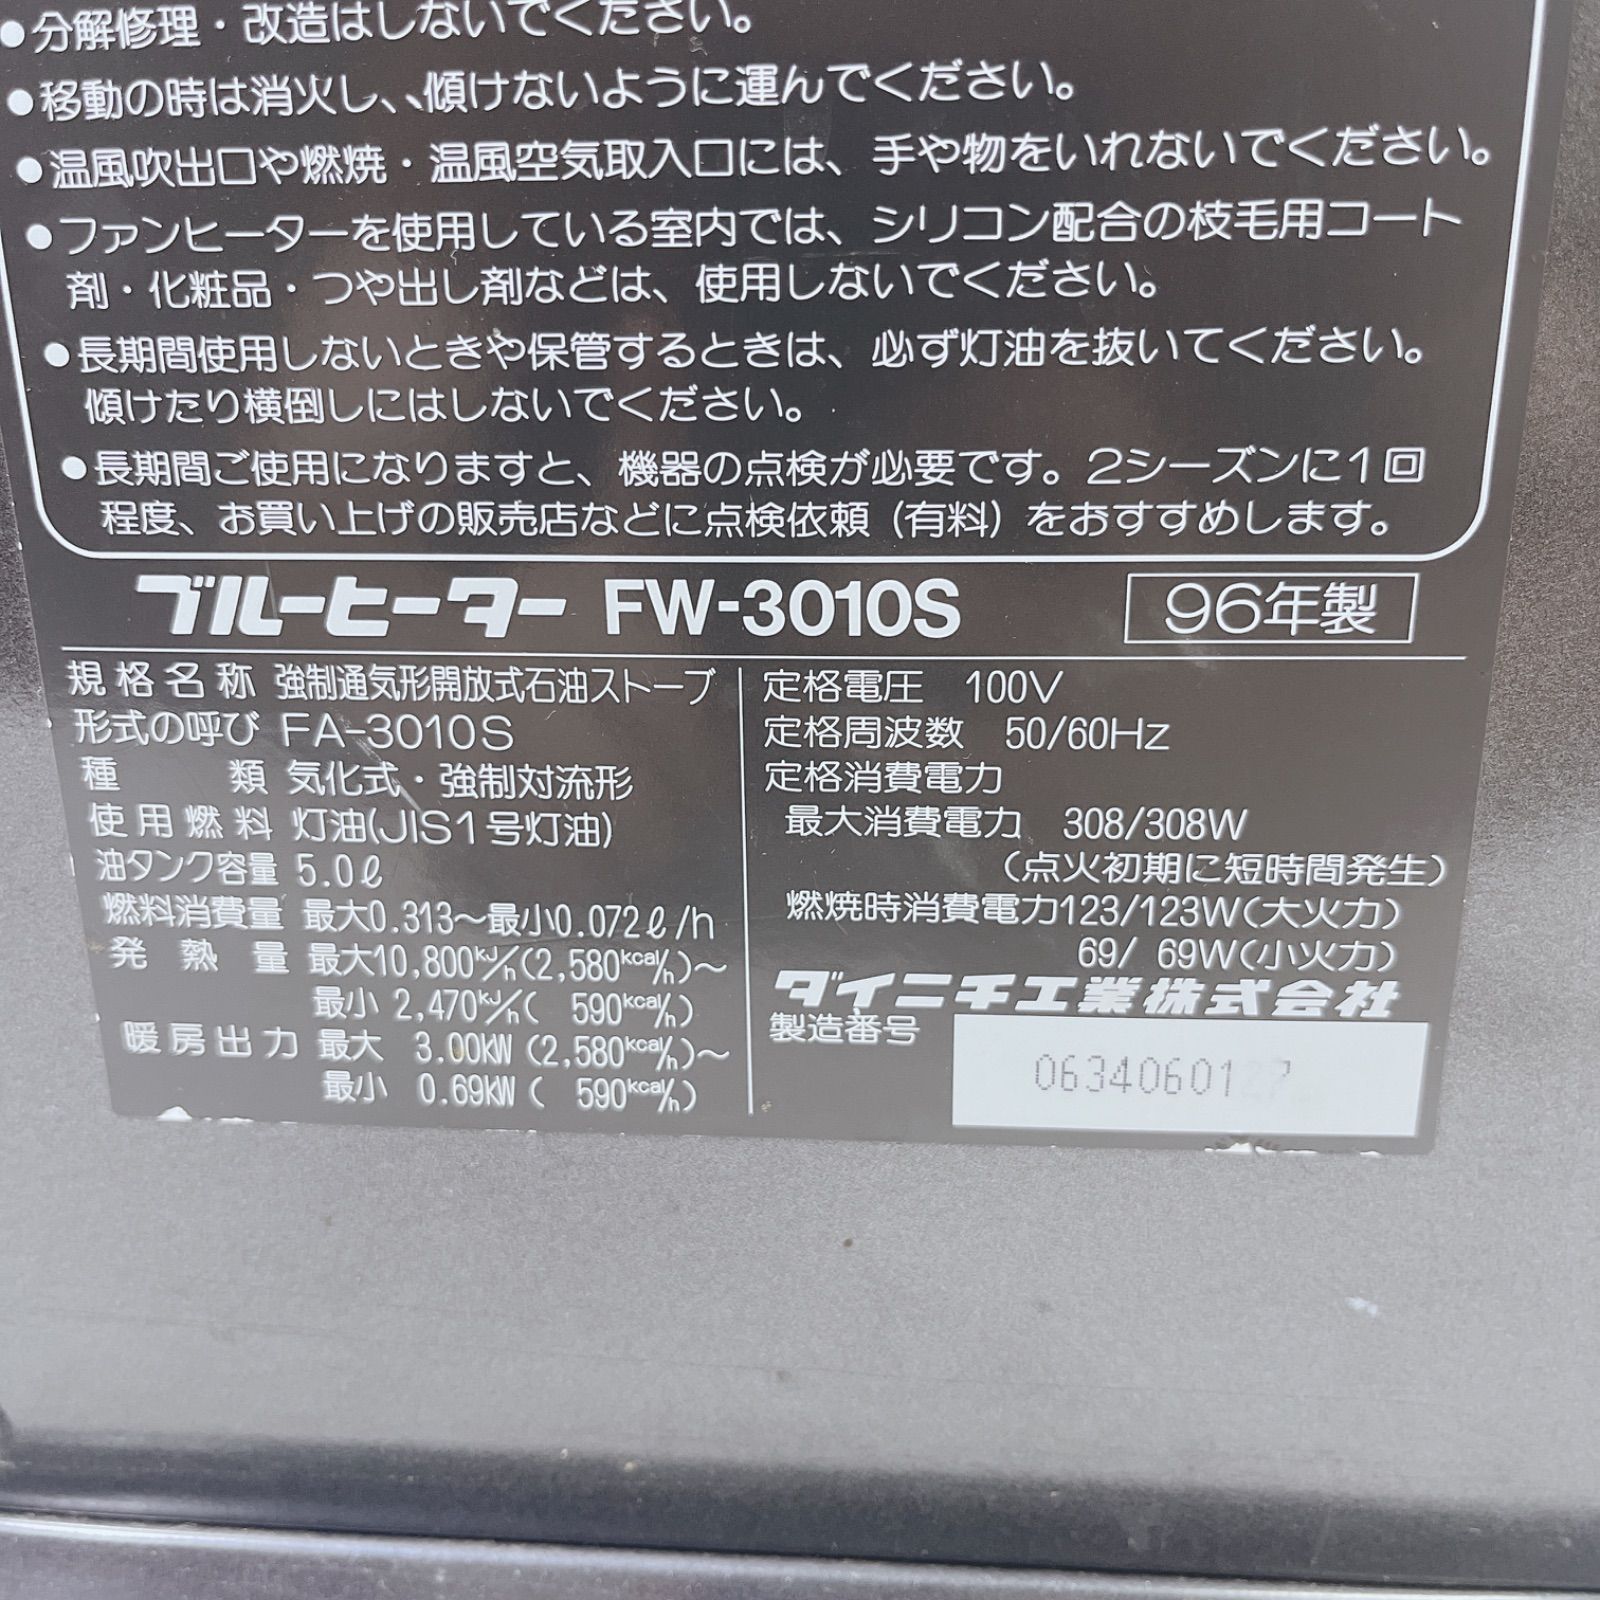 ●分解修理・改造はしないでください。
●移動の時は消火し、傾けないように運んでください。
●温風吹出口や燃焼・温風空気取入口には、手や物をいれないでください。
●ファンヒーターを使用している室内では、シリコン配合の枝毛用コート
剤・化粧品・つや出し剤などは、使用しないでください。
●長期間使用しないときや保管するときは、必ず灯油を抜いてください。
傾けたり横倒しにはしないでください。
●長期間ご使用になりますと、機器の点検が必要です。2シーズンに1回
程度、お買い上げの販売店などに点検依頼(有料)をおすすめします。
ブルーヒーター FW-3010S 96年製
規格名称 強制通気形開放式石油ストーブ
形式の呼び FA-3010S
種類 気化式・強制対流形
使用燃料 灯油(JIS1号灯油)
油タンク容量 5.0ℓ
燃料消費量 最大0.313〜最小0.072ℓ/h
発熱量 最大10,800kJ/h(2,580kcal/h)〜
最小 2,470kJ/h( 590kcal/h)
暖房出力 最大 3.00kW(2,580kcal/h)〜
最小 0.69kW( 590kcal/h)
定格電圧 100V
定格周波数 50/60Hz
定格消費電力
最大消費電力 308/308W
(点火初期に短時間発生)
燃焼時消費電力123/123W(大火力)
69/ 69W(小火力)
ダイニチ工業株式会社
製造番号